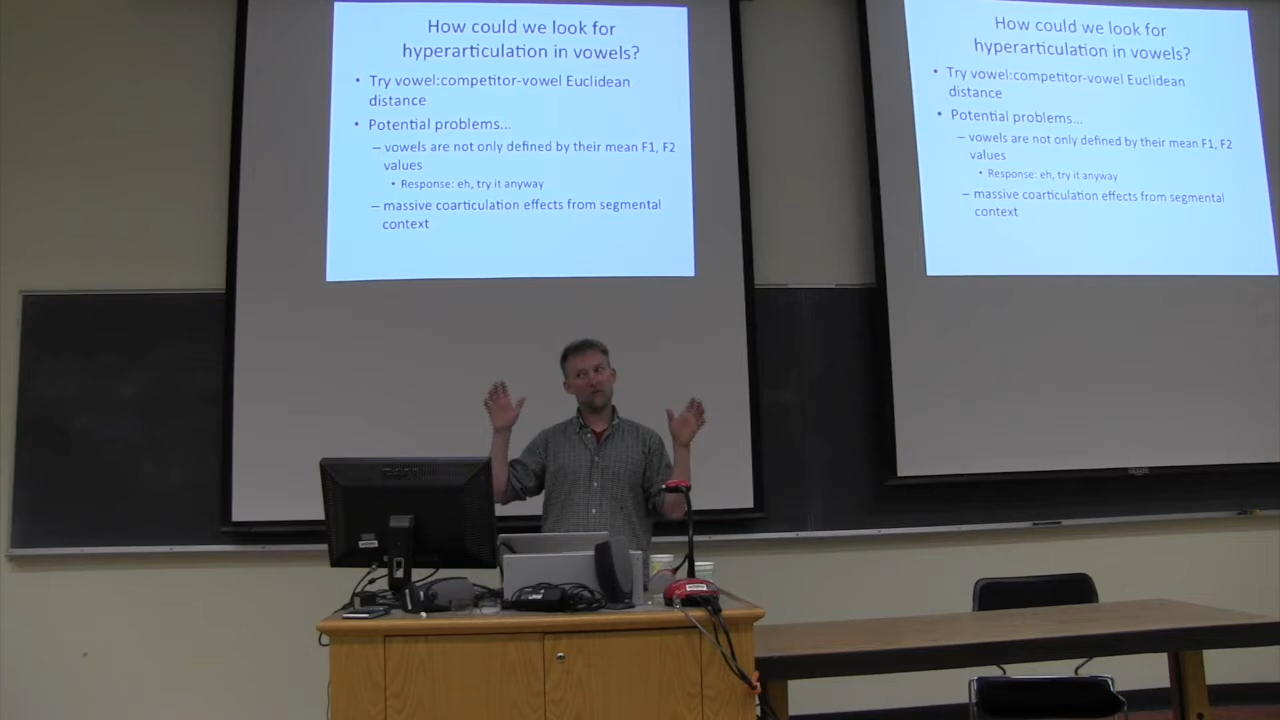 How could we look for
hyperarticulation in vowels?
• Try vowel:competitor-vowel Euclidean
distance
• Potential problems...
– vowels are not only defined by their mean F1, F2
values
• Response: eh, try it anyway
– massive coarticulation effects from segmental
context
How could we look for
hyperarticulation in vowels?
• Try vowel:competitor-vowel Euclidean
distance
• Potential problems...
– vowels are not only defined by their mean F1, F2
values
• Response: eh, try it anyway
– massive coarticulation effects from segmental
context